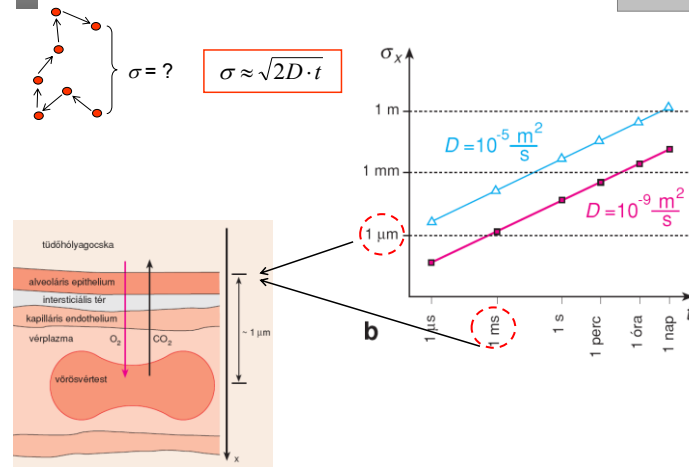 σ = ?
σ ≈ √2D·t
σx
1 m
D = 10⁻⁵ m²/s
1 mm
D = 10⁻⁹ m²/s
1 µm
b
1 µs
1 ms
1 s
1 perc
1 óra
1 nap
t
tüdőhólyagocska
alveoláris epithelium
intersticiális tér
kapilláris endothelium
vérplazma
O₂
CO₂
~ 1 µm
vörösvértest
x